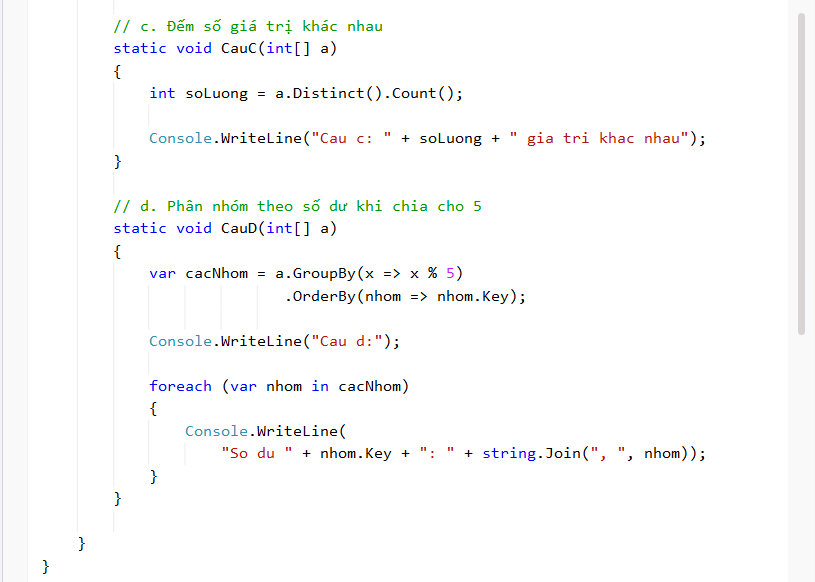 // c. Đếm số giá trị khác nhau
static void CauC(int[] a)
{
int soLuong = a.Distinct().Count();
Console.WriteLine("Cau c: " + soLuong + " gia tri khac nhau");
}
// d. Phân nhóm theo số dư khi chia cho 5
static void CauD(int[] a)
{
var cacNhom = a.GroupBy(x => x % 5)
.OrderBy(nhom => nhom.Key);
Console.WriteLine("Cau d:");
foreach (var nhom in cacNhom)
{
Console.WriteLine(
"So du " + nhom.Key + ": " + string.Join(", ", nhom));
}
}
}
}